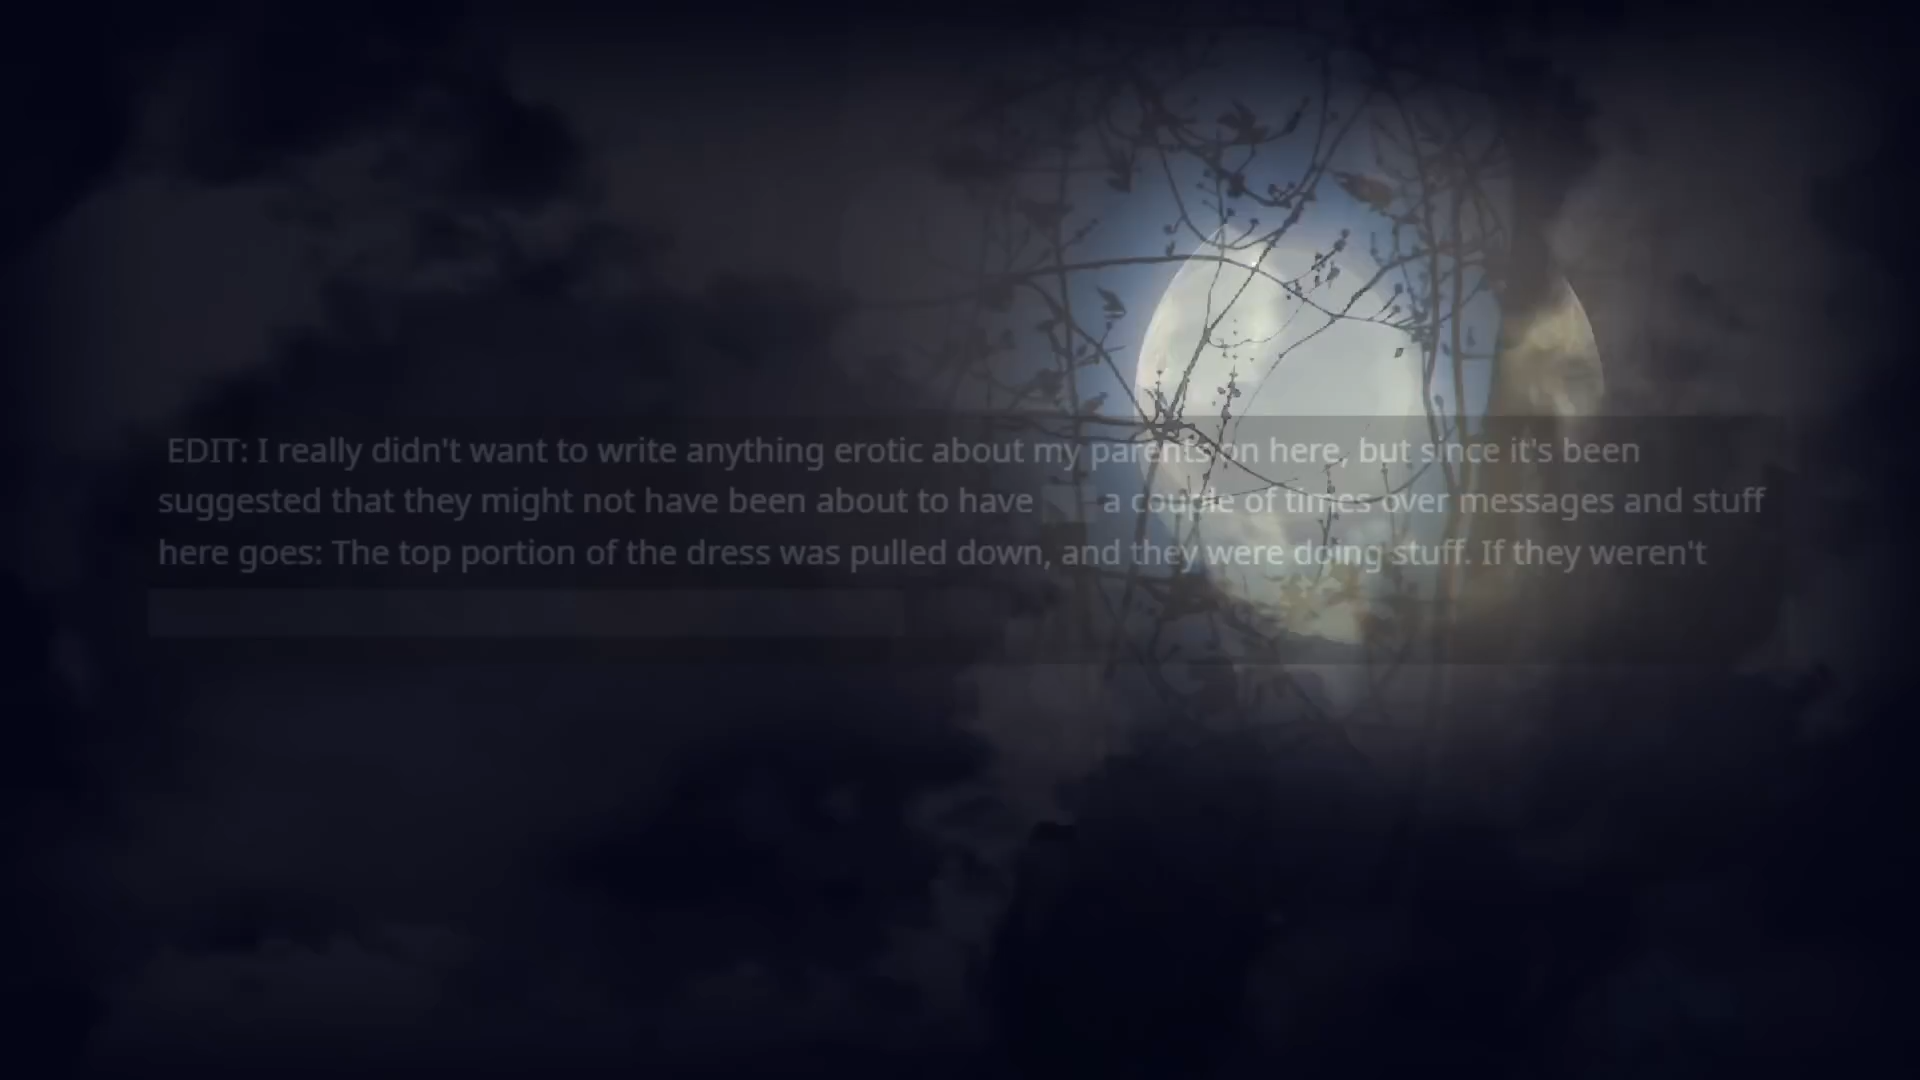 EDIT: I really didn't want to write anything erotic about my parents on here, but since it's been
suggested that they might not have been about to have a couple of times over messages and stuff
here goes: The top portion of the dress was pulled down, and they were doing stuff. If they weren't